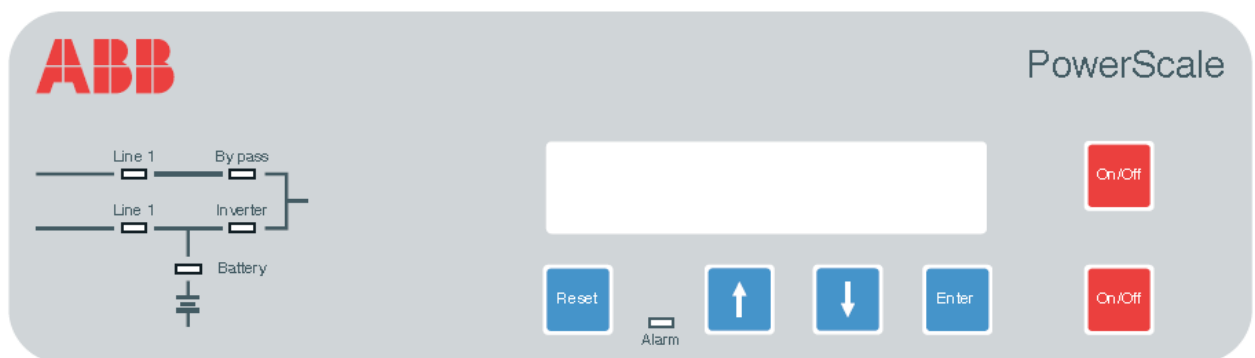 ABB
PowerScale
Line 1
By pass
Line 1
Inverter
Battery
Reset
Alarm
Enter
On/Off
On/Off